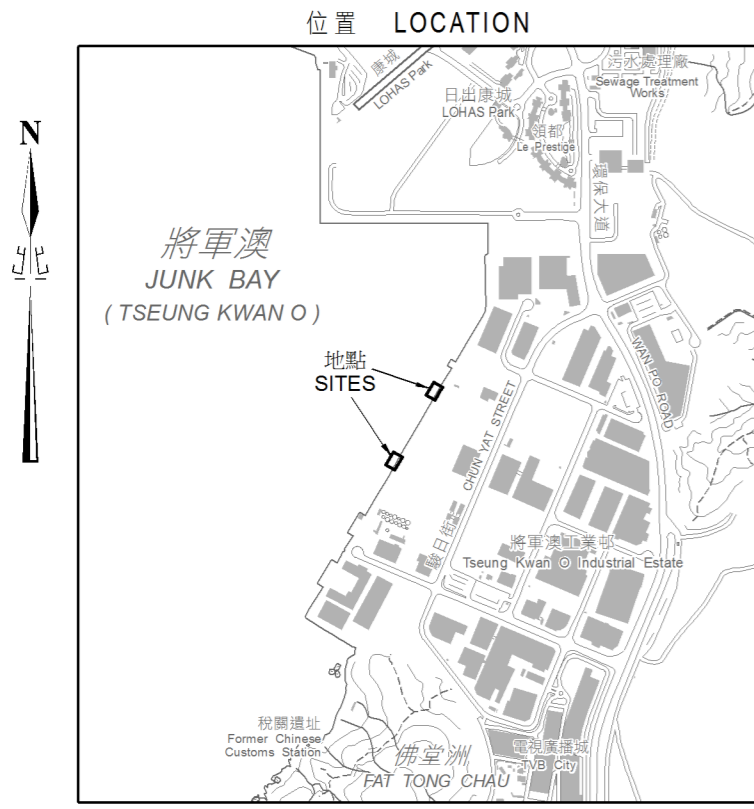 位置 LOCATION
N
康城
LOHAS Park
日出康城
LOHAS Park
污水處理廠
Sewage Treatment
Works
領都
Le Prestige
環保大道
將軍澳
JUNK BAY
( TSEUNG KWAN O )
地點
SITES
WAN PO ROAD
CHUN YAT STREET
駿日街
將軍澳工業邨
Tseung Kwan O Industrial Estate
稅關遺址
Former Chinese
Customs Station
佛堂洲
FAT TONG CHAU
電視廣播城
TVB City